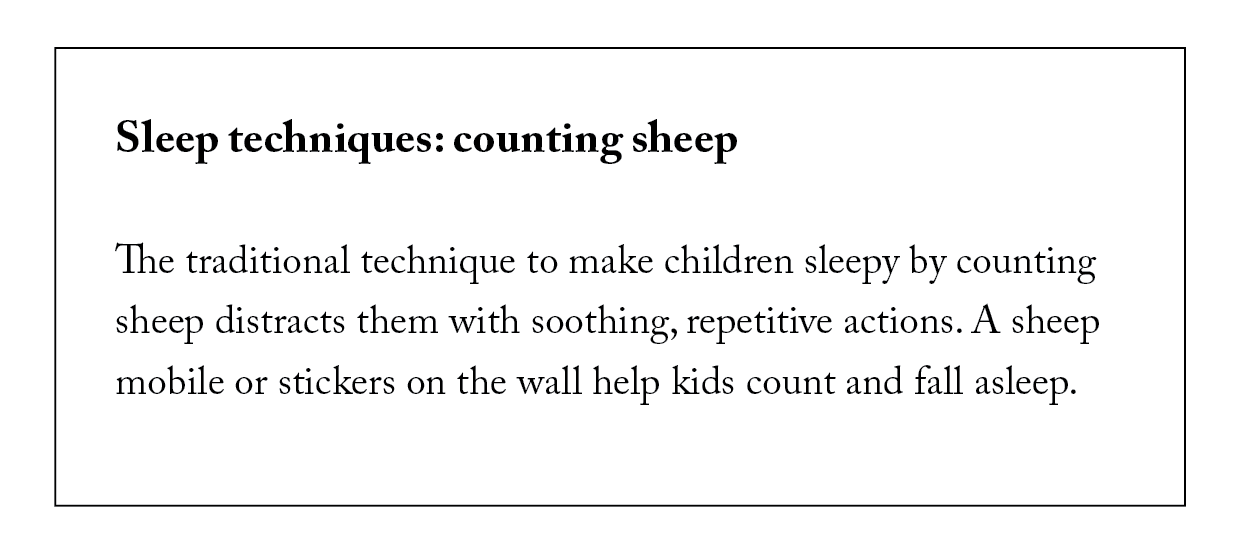 Sleep techniques: counting sheep
The traditional technique to make children sleepy by counting
sheep distracts them with soothing, repetitive actions. A sheep
mobile or stickers on the wall help kids count and fall asleep.